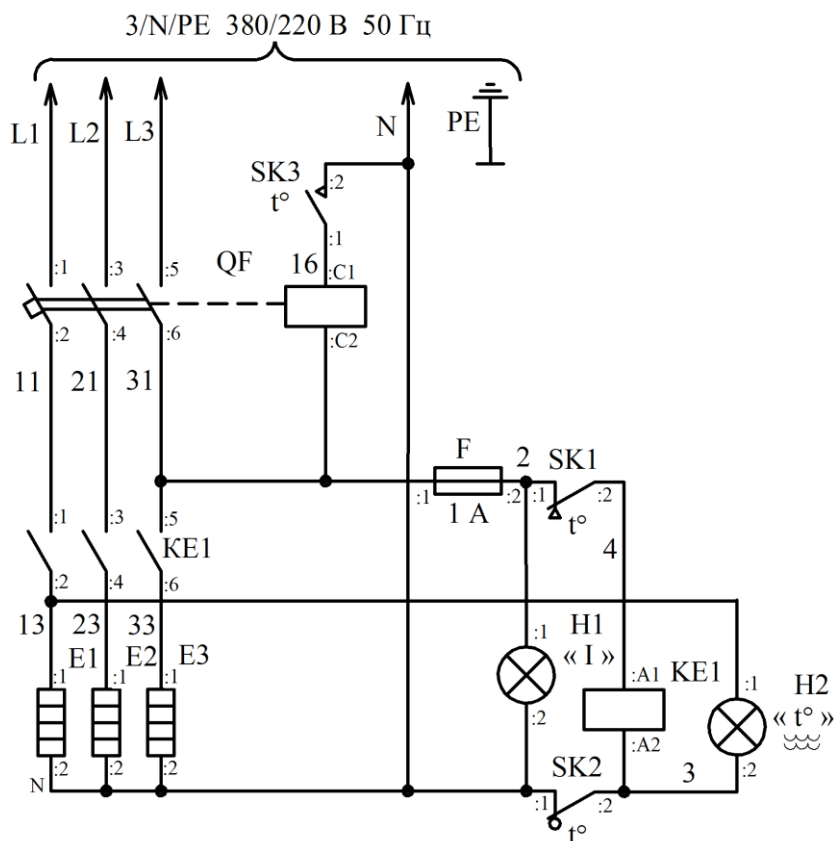 3/N/PE 380/220 В 50 Гц
L1 L2 L3 N PE
SK3 :2
t°
:1
QF 16 :C1
:1 :3 :5
:2 :4 :6 :C2
11 21 31
F 2 SK1
:1 :2 :1 :2
1 А t°
:1 :3 :5
KE1 4
:2 :4 :6
13 23 33
E1 E2 E3
:1 :1 :1
:1 H1
« I »
:2
:A1 KE1
:A2
:1 H2
« t° »
:2
:2 :2 :2
N
SK2 3
:1 :2
t°